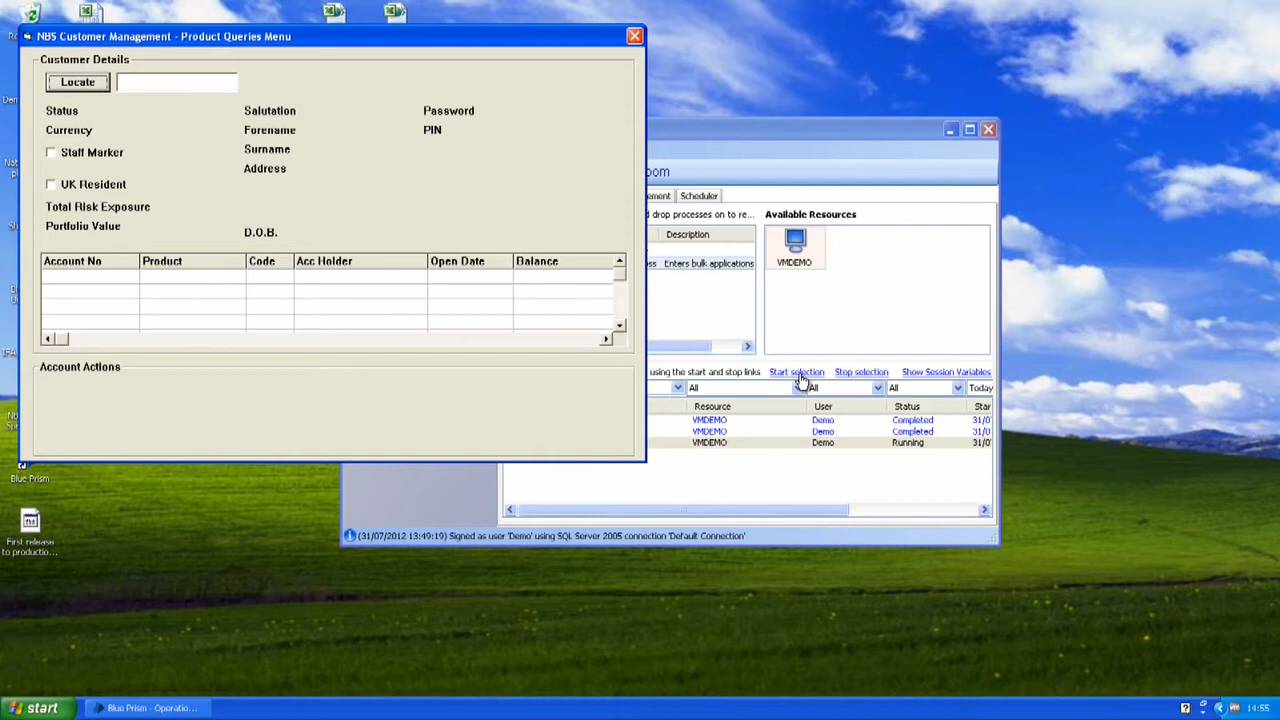 NBS Customer Management - Product Queries Menu
Customer Details
Locate
Status
Salutation
Password
Currency
Forename
PIN
Staff Marker
Surname
Address
UK Resident
Total Risk Exposure
Portfolio Value
D.O.B.
Account No Product Code Acc Holder Open Date Balance
Account Actions
oom
ement Scheduler
d drop processes on to re...
Available Resources
Description
ss Enters bulk applications
VMDEMO
using the start and stop links Start selection Stop selection Show Session Variables
All All All Today
Resource User Status Star
VMDEMO Demo Completed 31/0
VMDEMO Demo Completed 31/0
VMDEMO Demo Running 31/0
(31/07/2012 13:49:19) Signed as user 'Demo' using SQL Server 2005 connection 'Default Connection'
Blue Prism
First release
to productio...
start
Blue Prism - Operatio...
14:55